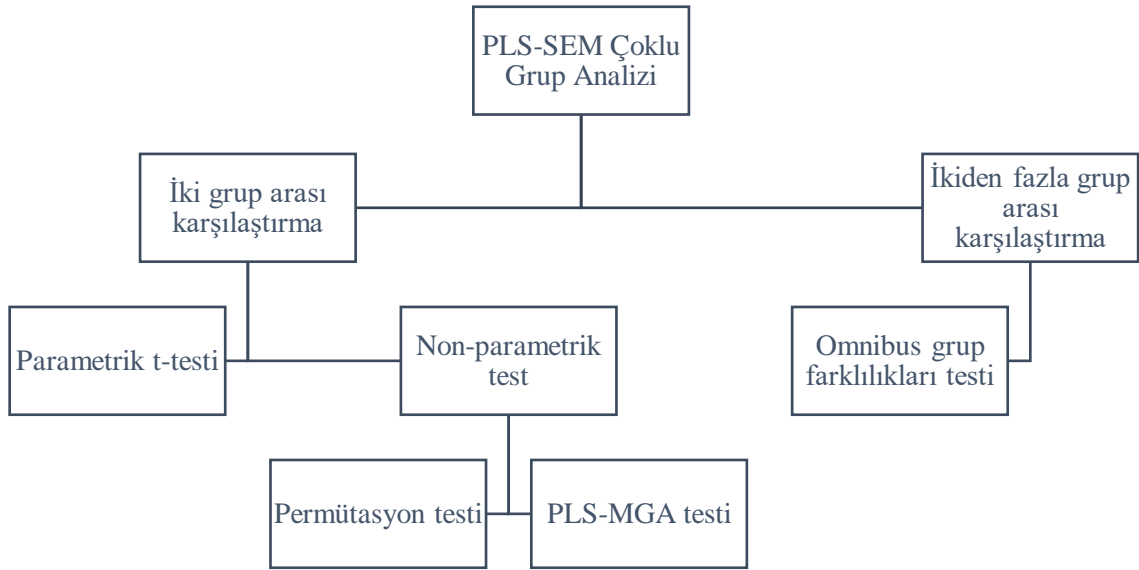 PLS-SEM Çoklu
Grup Analizi
İki grup arası
karşılaştırma
İkiden fazla grup
arası
karşılaştırma
Parametrik t-testi
Non-parametrik
test
Omnibus grup
farklılıkları testi
Permütasyon testi
PLS-MGA testi